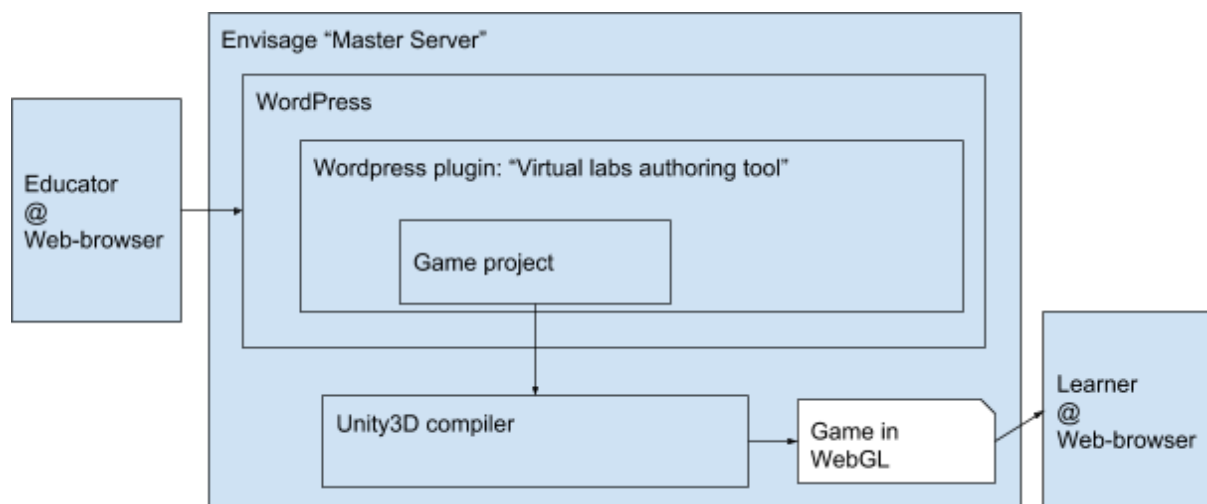 Envisage “Master Server”
WordPress
Wordpress plugin: “Virtual labs authoring tool”
Educator
@
Web-browser
Game project
Unity3D compiler
Game in
WebGL
Learner
@
Web-browser